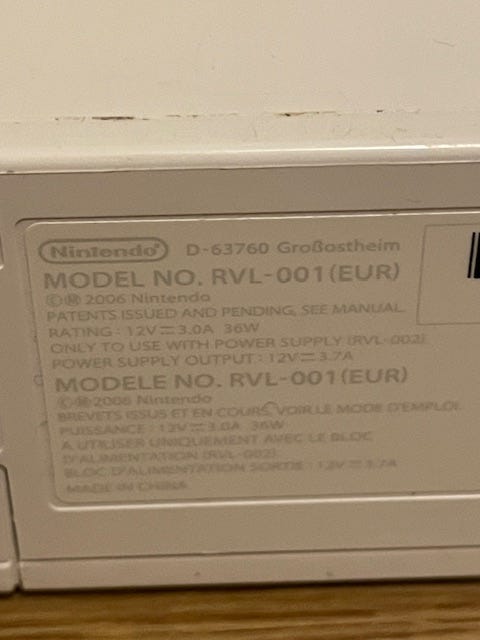 Nintendo® D-63760 Großostheim
MODEL NO. RVL-001(EUR)
©Ⓜ 2006 Nintendo
PATENTS ISSUED AND PENDING, SEE MANUAL.
RATING : 12V⎓3.0A 36W
ONLY TO USE WITH POWER SUPPLY (RVL-002)
POWER SUPPLY OUTPUT : 12V⎓3.7A
MODELE NO. RVL-001(EUR)
©Ⓜ 2006 Nintendo
BREVETS ISSUS ET EN COURS, VOIR LE MODE D'EMPLOI.
PUISSANCE : 12V⎓3.0A 36W
A UTILISER UNIQUEMENT AVEC LE BLOC
D'ALIMENTATION (RVL-002)
BLOC D'ALIMENTATION SORTIE : 12V⎓3.7A
MADE IN CHINA